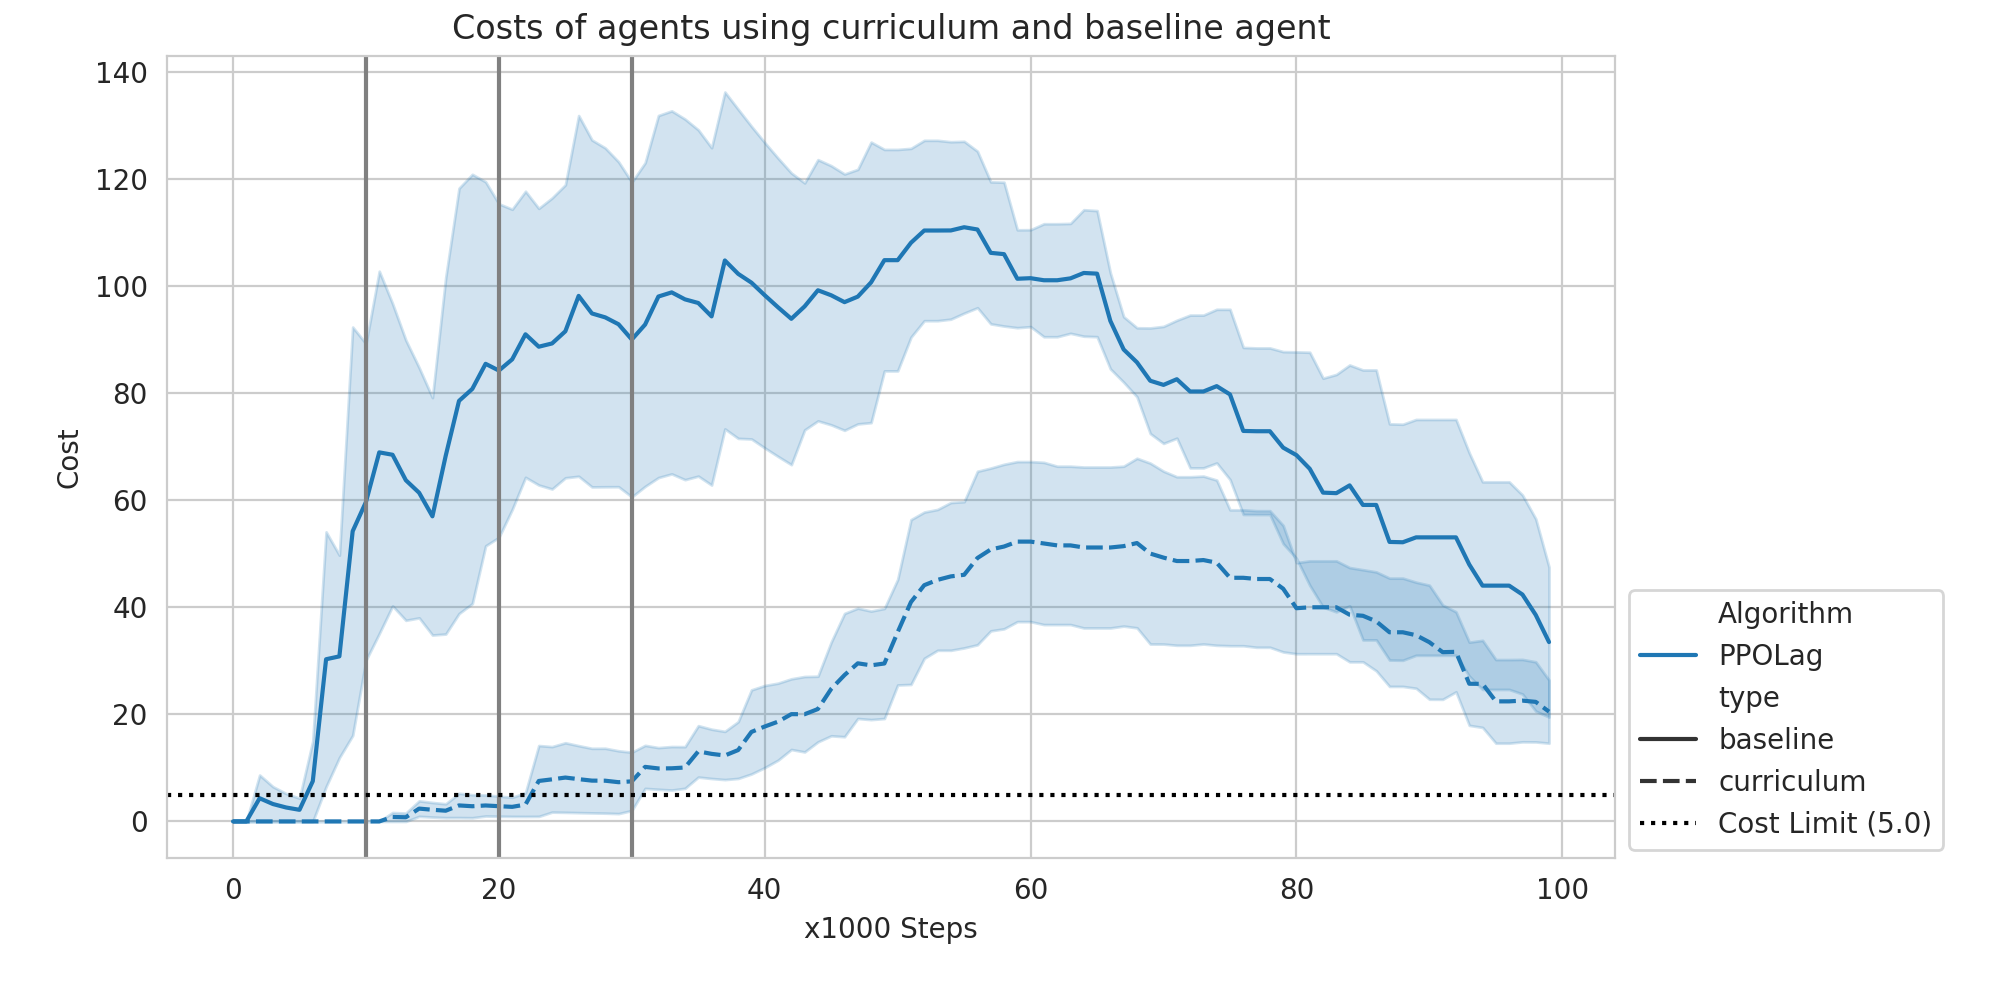 Costs of agents using curriculum and baseline agent
140
120
100
80
60
40
20
0
Cost
0 20 40 60 80 100
x1000 Steps
Algorithm
PPOLag
type
baseline
curriculum
Cost Limit (5.0)